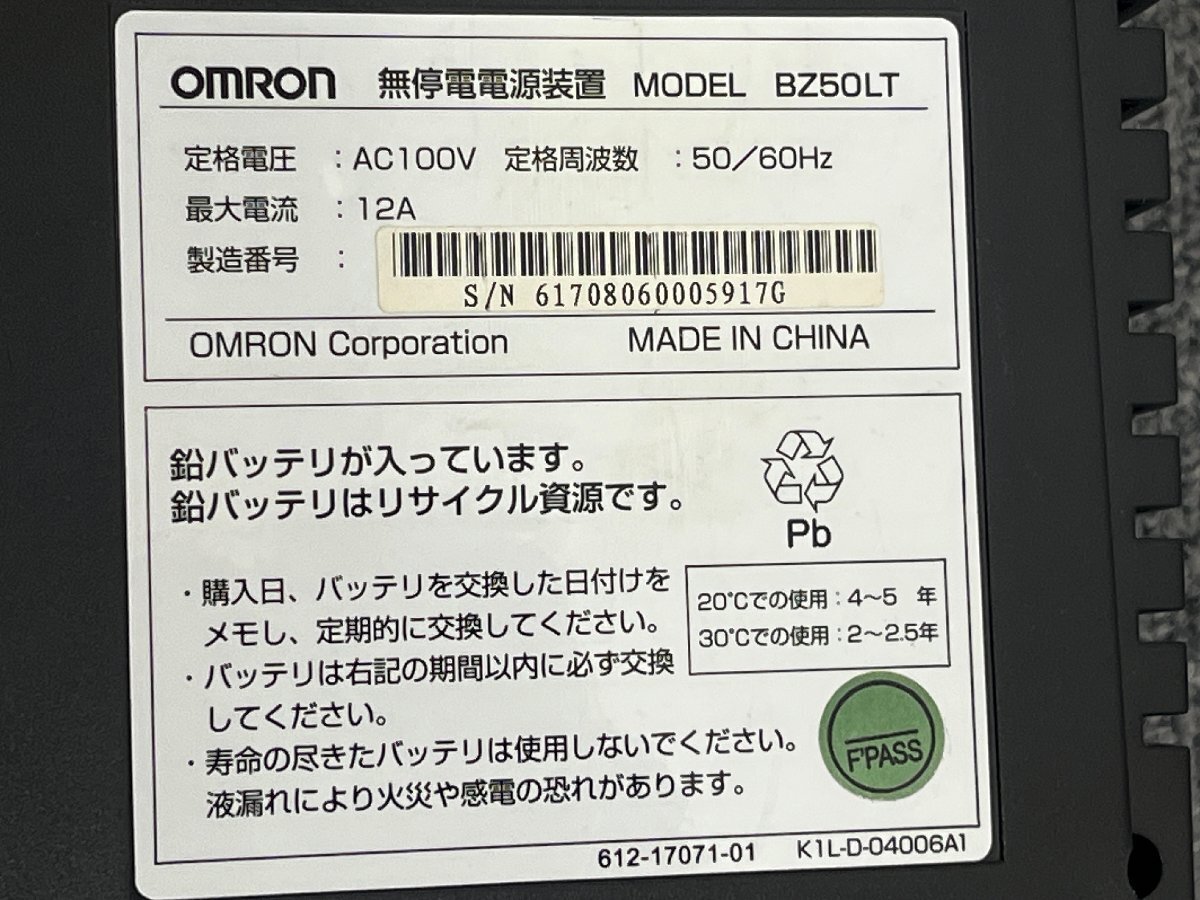 OMRON 無停電電源装置 MODEL BZ50LT
定格電圧 : AC100V 定格周波数 : 50／60Hz
最大電流 : 12A
製造番号 :
S/N 61708060005917G
OMRON Corporation MADE IN CHINA
鉛バッテリが入っています。
鉛バッテリはリサイクル資源です。
Pb
・購入日、バッテリを交換した日付けを
メモし、定期的に交換してください。
・バッテリは右記の期間以内に必ず交換
してください。
・寿命の尽きたバッテリは使用しないでください。
液漏れにより火災や感電の恐れがあります。
20℃での使用：4～5 年
30℃での使用：2～2.5年
F'PASS
612-17071-01 K1L-D-04006A1